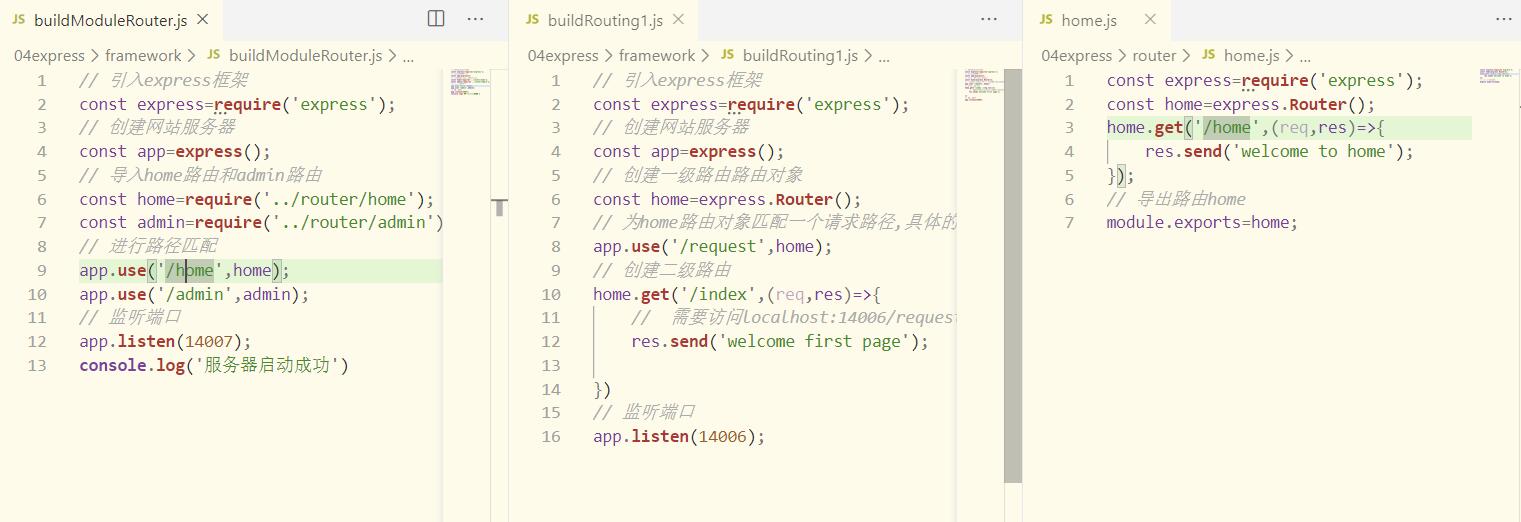 JS buildModuleRouter.js
04express > framework > JS buildModuleRouter.js > ...
1 // 引入express框架
2 const express=require('express');
3 // 创建网站服务器
4 const app=express();
5 // 导入home路由和admin路由
6 const home=require('../router/home');
7 const admin=require('../router/admin')
8 // 进行路径匹配
9 app.use('/home',home);
10 app.use('/admin',admin);
11 // 监听端口
12 app.listen(14007);
13 console.log('服务器启动成功')
JS buildRouting1.js
04express > framework > JS buildRouting1.js > ...
1 // 引入express框架
2 const express=require('express');
3 // 创建网站服务器
4 const app=express();
5 // 创建一级路由路由对象
6 const home=express.Router();
7 // 为home路由对象匹配一个请求路径,具体的
8 app.use('/request',home);
9 // 创建二级路由
10 home.get('/index',(req,res)=>{
11 // 需要访问localhost:14006/request
12 res.send('welcome first page');
13
14 })
15 // 监听端口
16 app.listen(14006);
JS home.js
04express > router > JS home.js > ...
1 const express=require('express');
2 const home=express.Router();
3 home.get('/home',(req,res)=>{
4 res.send('welcome to home');
5 });
6 // 导出路由home
7 module.exports=home;